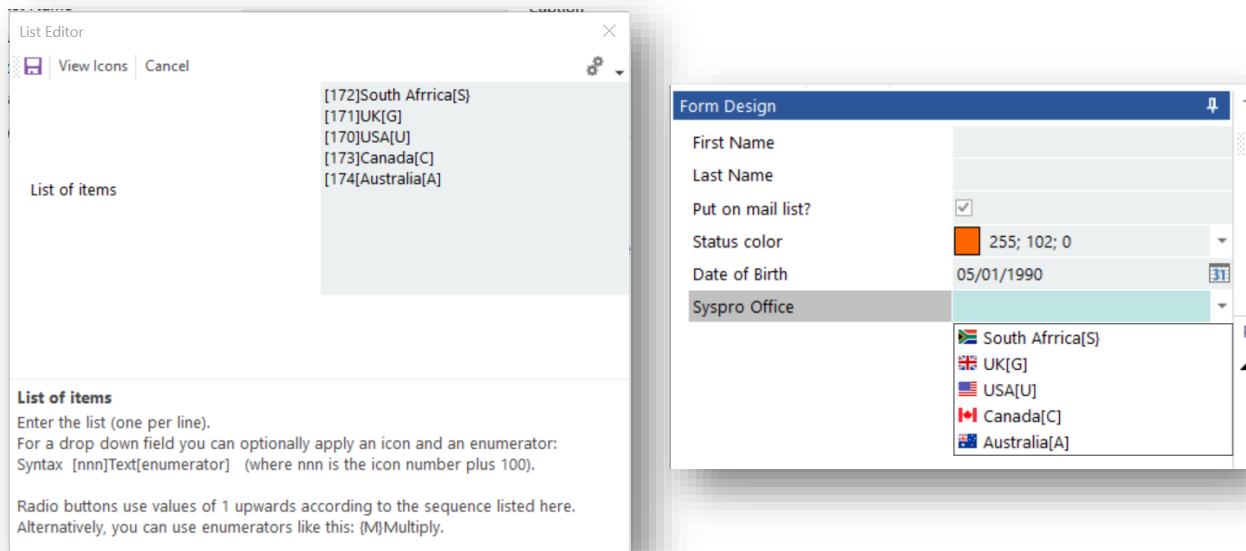 Caption
List Editor
View Icons Cancel
[172]South Afrrica[S}
[171]UK[G]
[170]USA[U]
[173]Canada[C]
[174[Australia[A]
List of items
List of items
Enter the list (one per line).
For a drop down field you can optionally apply an icon and an enumerator:
Syntax [nnn]Text[enumerator] (where nnn is the icon number plus 100).
Radio buttons use values of 1 upwards according to the sequence listed here.
Alternatively, you can use enumerators like this: {M}Multiply.
Form Design
First Name
Last Name
Put on mail list?
Status color 255; 102; 0
Date of Birth 05/01/1990 31
Syspro Office
South Afrrica[S}
UK[G]
USA[U]
Canada[C]
Australia[A]